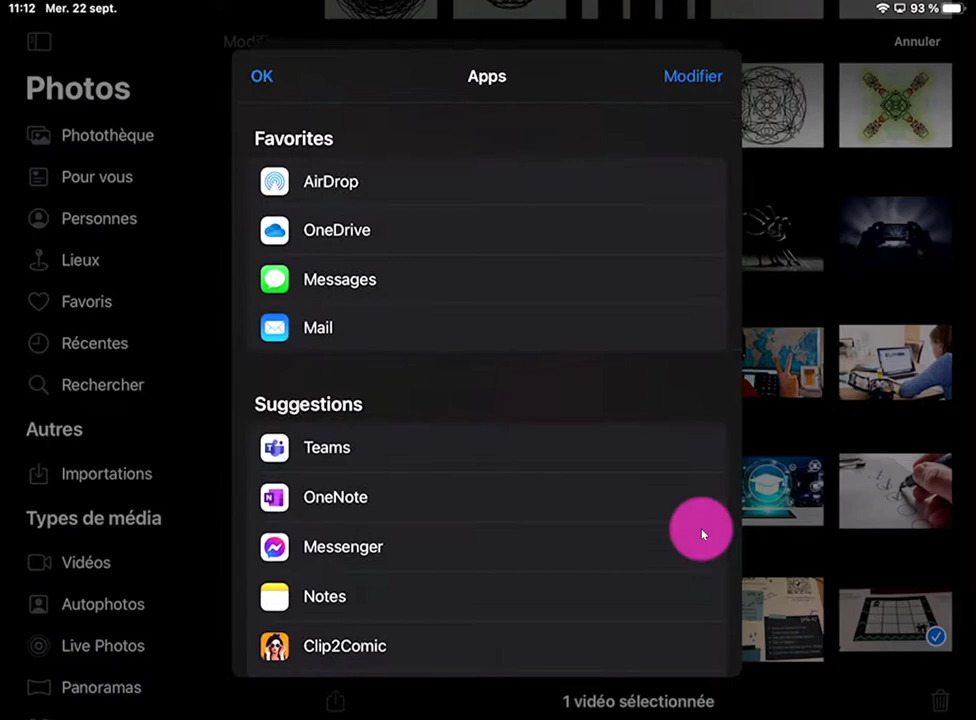 11:12 Mer. 22 sept.
93 %
Annuler
Photos
Photothèque
Pour vous
Personnes
Lieux
Favoris
Récentes
Rechercher
Autres
Importations
Types de média
Vidéos
Autophotos
Live Photos
Panoramas
OK
Apps
Modifier
Favorites
AirDrop
OneDrive
Messages
Mail
Suggestions
Teams
OneNote
Messenger
Notes
Clip2Comic
1 vidéo sélectionnée